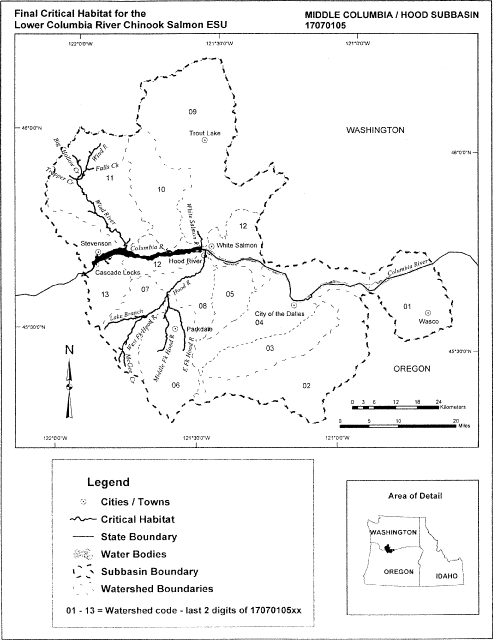 Final Critical Habitat for the
Lower Columbia River Chinook Salmon ESU
MIDDLE COLUMBIA / HOOD SUBBASIN
17070105
122°0'0"W
121°30'0"W
121°0'0"W
46°0'0"N
46°0'0"N
09
Trout Lake
WASHINGTON
Big Hollow Ck
Wind R.
Falls Ck
Trapper Cr
11
10
Wind River
White Salmon R.
12
Stevenson
Columbia R.
White Salmon
Hood River
12
Cascade Locks
Columbia River
13
07
Hood R.
08
05
01
Lake Branch
City of the Dalles
Wasco
45°30'0"N
Parkdale
04
West Fk Hood R.
McGee Ck
Middle Fk Hood R.
E Fk Hood R.
03
45°30'0"N
N
OREGON
06
02
0 3 6 12 18 24
Kilometers
0 5 10 20
Miles
122°0'0"W
121°30'0"W
121°0'0"W
Legend
Cities / Towns
Critical Habitat
State Boundary
Water Bodies
Subbasin Boundary
Watershed Boundaries
01 - 13 = Watershed code - last 2 digits of 17070105xx
Area of Detail
WASHINGTON
OREGON
IDAHO